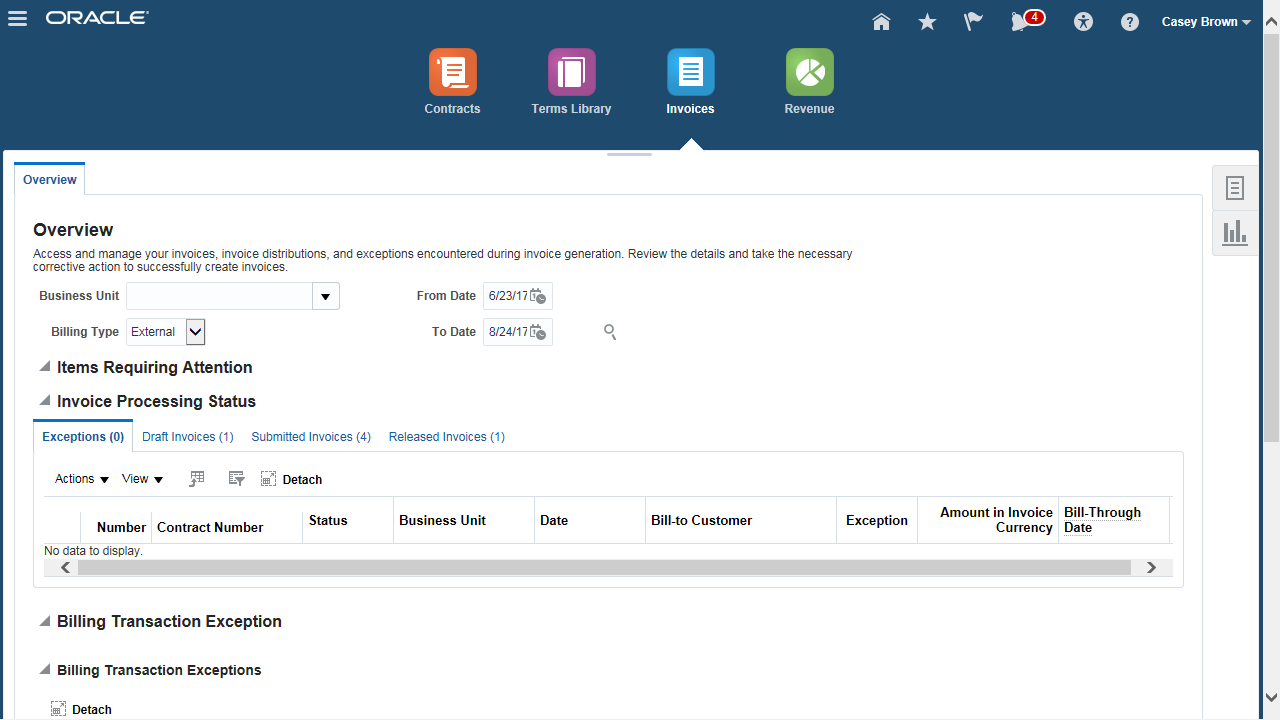 ORACLE
4
Casey Brown
Contracts
Terms Library
Invoices
Revenue
Overview
Overview
Access and manage your invoices, invoice distributions, and exceptions encountered during invoice generation. Review the details and take the necessary
corrective action to successfully create invoices.
Business Unit
From Date 6/23/17
Billing Type External
To Date 8/24/17
Items Requiring Attention
Invoice Processing Status
Exceptions (0) Draft Invoices (1) Submitted Invoices (4) Released Invoices (1)
Actions View Detach
Number Contract Number Status Business Unit Date Bill-to Customer Exception Amount in Invoice Currency Bill-Through Date
No data to display.
Billing Transaction Exception
Billing Transaction Exceptions
Detach